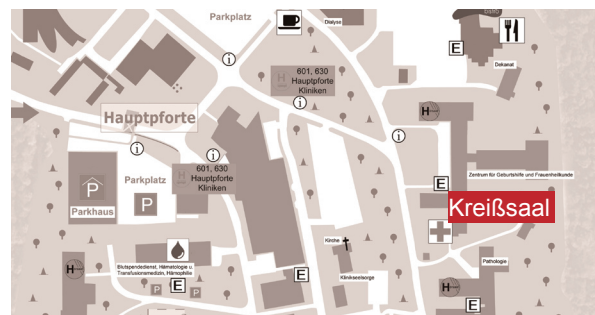 Parkplatz
Dialyse
E
Dekanat
i
601, 630
Hauptpforte
Kliniken
H
i
Hauptpforte
H
i
i
i
601, 630
Hauptpforte
Kliniken
Zentrum für Geburtshilfe und Frauenheilkunde
P
Parkplatz
P
E
Parkhaus
Kreißsaal
Kirche
Blutspendedienst, Hämatologie u.
Transfusionsmedizin, Hämophilie
H
E
Klinikseelsorge
Pathologie
E
P
P
H
E